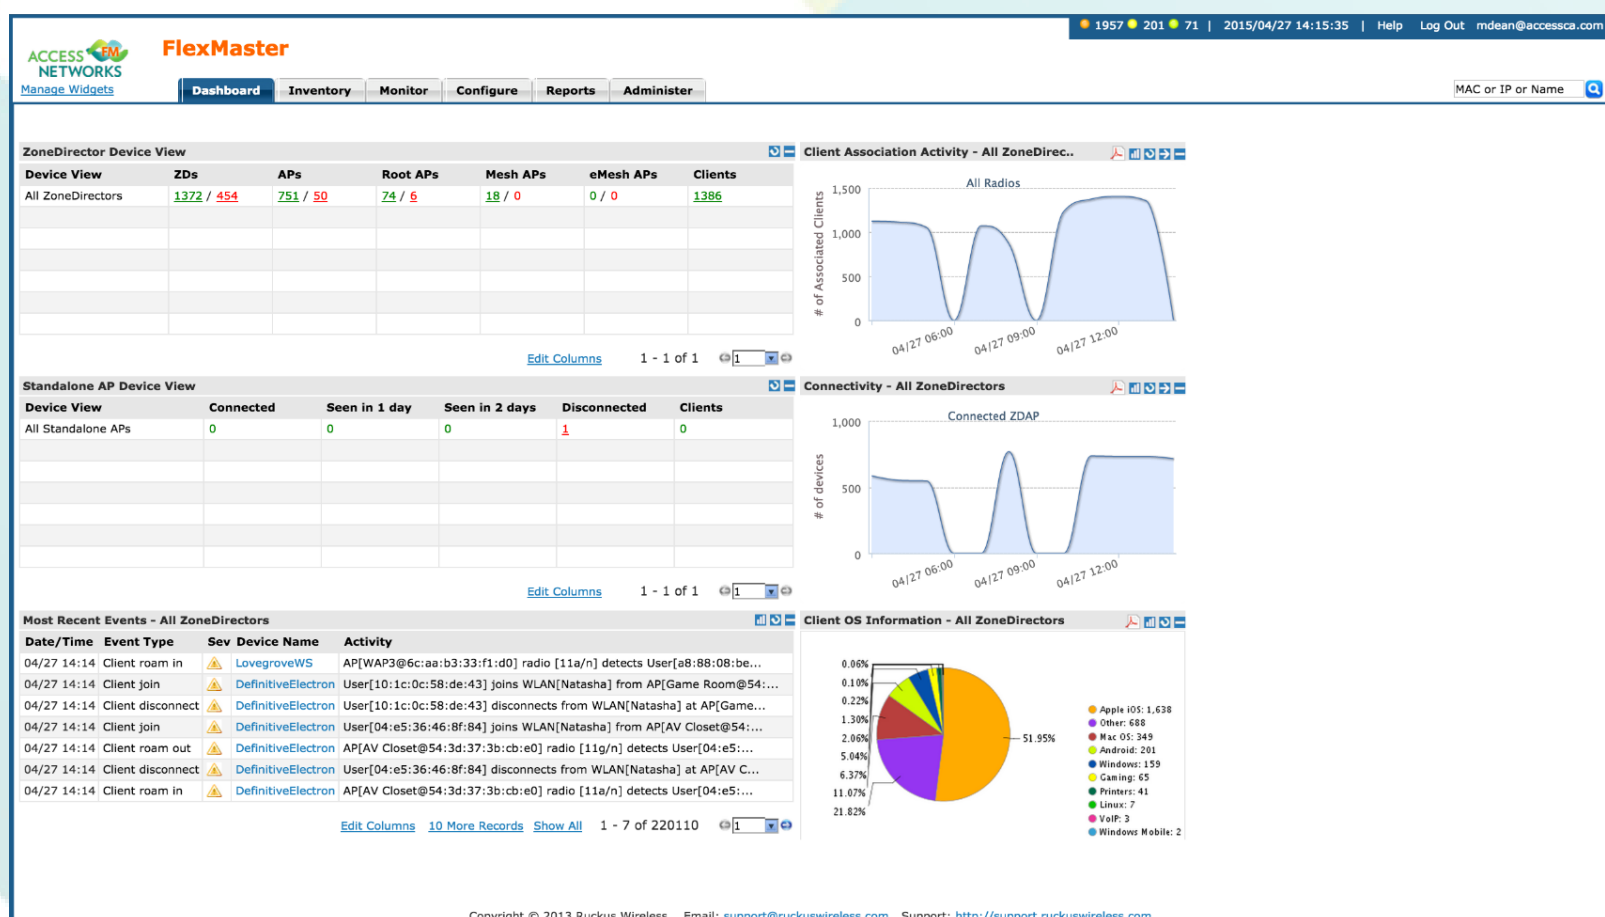 1957 201 71 | 2015/04/27 14:15:35 | Help Log Out mdean@accessca.com
ACCESS FM
NETWORKS
FlexMaster
Manage Widgets
Dashboard Inventory Monitor Configure Reports Administer
MAC or IP or Name
ZoneDirector Device View
Device View ZDs APs Root APs Mesh APs eMesh APs Clients
All ZoneDirectors 1372 / 454 751 / 50 74 / 6 18 / 0 0 / 0 1386
Edit Columns 1 - 1 of 1 1
Client Association Activity - All ZoneDirec..
All Radios
# of Associated Clients
1,500
1,000
500
0
04/27 06:00 04/27 09:00 04/27 12:00
Standalone AP Device View
Device View Connected Seen in 1 day Seen in 2 days Disconnected Clients
All Standalone APs 0 0 0 1 0
Edit Columns 1 - 1 of 1 1
Connectivity - All ZoneDirectors
Connected ZDAP
# of devices
1,000
500
0
04/27 06:00 04/27 09:00 04/27 12:00
Most Recent Events - All ZoneDirectors
Date/Time Event Type Sev Device Name Activity
04/27 14:14 Client roam in LovegroveWS AP[WAP3@6c:aa:b3:33:f1:d0] radio [11a/n] detects User[a8:88:08:be...
04/27 14:14 Client join DefinitiveElectron User[10:1c:0c:58:de:43] joins WLAN[Natasha] from AP[Game Room@54:...
04/27 14:14 Client disconnect DefinitiveElectron User[10:1c:0c:58:de:43] disconnects from WLAN[Natasha] at AP[Game...
04/27 14:14 Client join DefinitiveElectron User[04:e5:36:46:8f:84] joins WLAN[Natasha] from AP[AV Closet@54:...
04/27 14:14 Client roam out DefinitiveElectron AP[AV Closet@54:3d:37:3b:cb:e0] radio [11g/n] detects User[04:e5:...
04/27 14:14 Client disconnect DefinitiveElectron User[04:e5:36:46:8f:84] disconnects from WLAN[Natasha] at AP[AV C...
04/27 14:14 Client roam in DefinitiveElectron AP[AV Closet@54:3d:37:3b:cb:e0] radio [11a/n] detects User[04:e5:...
Edit Columns 10 More Records Show All 1 - 7 of 220110 1
Client OS Information - All ZoneDirectors
0.06%
0.10%
0.22%
1.30%
2.06%
5.04%
6.37%
11.07%
21.82%
51.95%
Apple iOS: 1,638
Other: 688
Mac OS: 349
Android: 201
Windows: 159
Gaming: 65
Printers: 41
Linux: 7
VoIP: 3
Windows Mobile: 2
Copyright © 2013 Ruckus Wireless Email: support@ruckuswireless.com Support: http://support.ruckuswireless.com